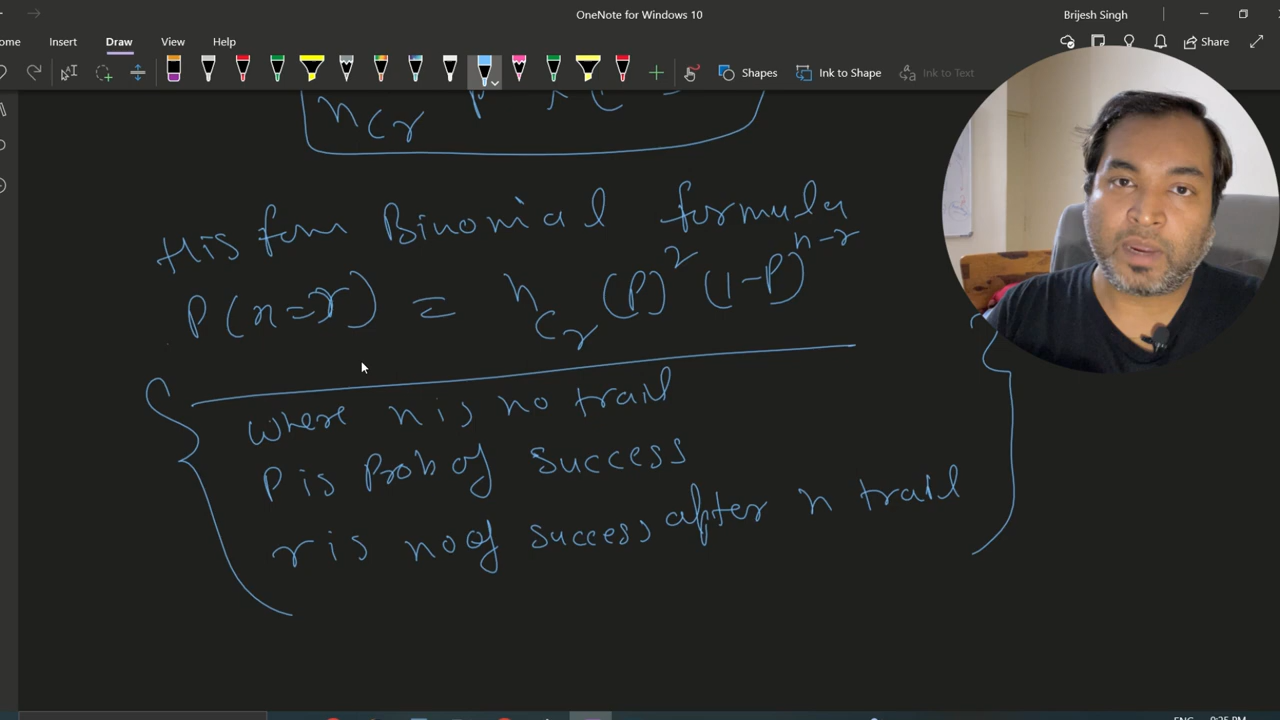 OneNote for Windows 10
Brijesh Singh
ome Insert Draw View Help
Share
Shapes Ink to Shape Ink to Text
nCr
this form Binomial formula
P(n=r) = nCr (P)^r (1-P)^n-r
where n is no trail
P is Prob of success
r is no of success after n trail